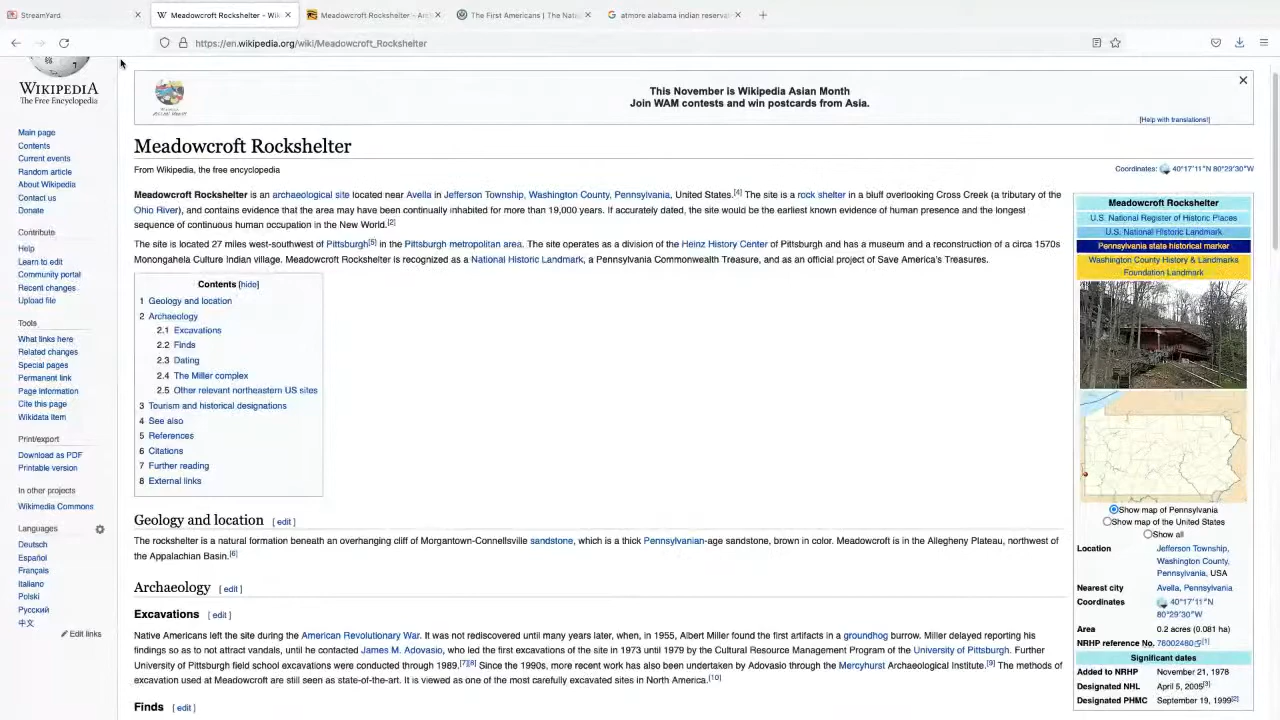 StreamYard
Meadowcroft Rockshelter - Wik
Meadowcroft Rockshelter - Arc
The First Americans | The Nati
atmore alabama indian reservat
https://en.wikipedia.org/wiki/Meadowcroft_Rockshelter
WIKIPEDIA
The Free Encyclopedia
Main page
Contents
Current events
Random article
About Wikipedia
Contact us
Donate
Contribute
Help
Learn to edit
Community portal
Recent changes
Upload file
Tools
What links here
Related changes
Special pages
Permanent link
Page information
Cite this page
Wikidata item
Print/export
Download as PDF
Printable version
In other projects
Wikimedia Commons
Languages
Deutsch
Español
Français
Italiano
Polski
Русский
中文
Edit links
This November is Wikipedia Asian Month
Join WAM contests and win postcards from Asia.
[Help with translations!]
Meadowcroft Rockshelter
From Wikipedia, the free encyclopedia
Coordinates: 40°17′11″N 80°29′30″W
Meadowcroft Rockshelter is an archaeological site located near Avella in Jefferson Township, Washington County, Pennsylvania, United States.[4] The site is a rock shelter in a bluff overlooking Cross Creek (a tributary of the
Ohio River), and contains evidence that the area may have been continually inhabited for more than 19,000 years. If accurately dated, the site would be the earliest known evidence of human presence and the longest
sequence of continuous human occupation in the New World.[2]
The site is located 27 miles west-southwest of Pittsburgh[5] in the Pittsburgh metropolitan area. The site operates as a division of the Heinz History Center of Pittsburgh and has a museum and a reconstruction of a circa 1570s
Monongahela Culture Indian village. Meadowcroft Rockshelter is recognized as a National Historic Landmark, a Pennsylvania Commonwealth Treasure, and as an official project of Save America's Treasures.
Contents [hide]
1 Geology and location
2 Archaeology
2.1 Excavations
2.2 Finds
2.3 Dating
2.4 The Miller complex
2.5 Other relevant northeastern US sites
3 Tourism and historical designations
4 See also
5 References
6 Citations
7 Further reading
8 External links
Geology and location [ edit ]
The rockshelter is a natural formation beneath an overhanging cliff of Morgantown-Connellsville sandstone, which is a thick Pennsylvanian-age sandstone, brown in color. Meadowcroft is in the Allegheny Plateau, northwest of
the Appalachian Basin.[6]
Archaeology [ edit ]
Excavations [ edit ]
Native Americans left the site during the American Revolutionary War. It was not rediscovered until many years later, when, in 1955, Albert Miller found the first artifacts in a groundhog burrow. Miller delayed reporting his
findings so as to not attract vandals, until he contacted James M. Adovasio, who led the first excavations of the site in 1973 until 1979 by the Cultural Resource Management Program of the University of Pittsburgh. Further
University of Pittsburgh field school excavations were conducted through 1989.[7][8] Since the 1990s, more recent work has also been undertaken by Adovasio through the Mercyhurst Archaeological Institute.[9] The methods of
excavation used at Meadowcroft are still seen as state-of-the-art. It is viewed as one of the most carefully excavated sites in North America.[10]
Finds [ edit ]
Meadowcroft Rockshelter
U.S. National Register of Historic Places
U.S. National Historic Landmark
Pennsylvania state historical marker
Washington County History & Landmarks
Foundation Landmark
Show map of Pennsylvania
Show map of the United States
Show all
Location Jefferson Township,
Washington County,
Pennsylvania, USA
Nearest city Avella, Pennsylvania
Coordinates 40°17′11″N
80°29′30″W
Area 0.2 acres (0.081 ha)
NRHP reference No. 78002480[1]
Significant dates
Added to NRHP November 21, 1978
Designated NHL April 5, 2005[3]
Designated PHMC September 19, 1999[2]